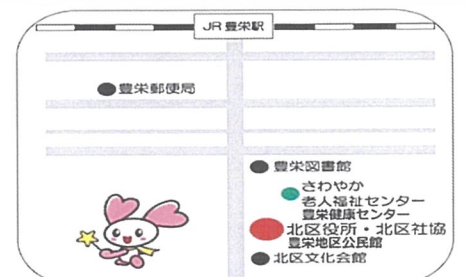 JR豊栄駅
豊栄郵便局
豊栄図書館
さわやか
老人福祉センター
豊栄健康センター
北区役所・北区社協
豊栄地区公民館
北区文化会館